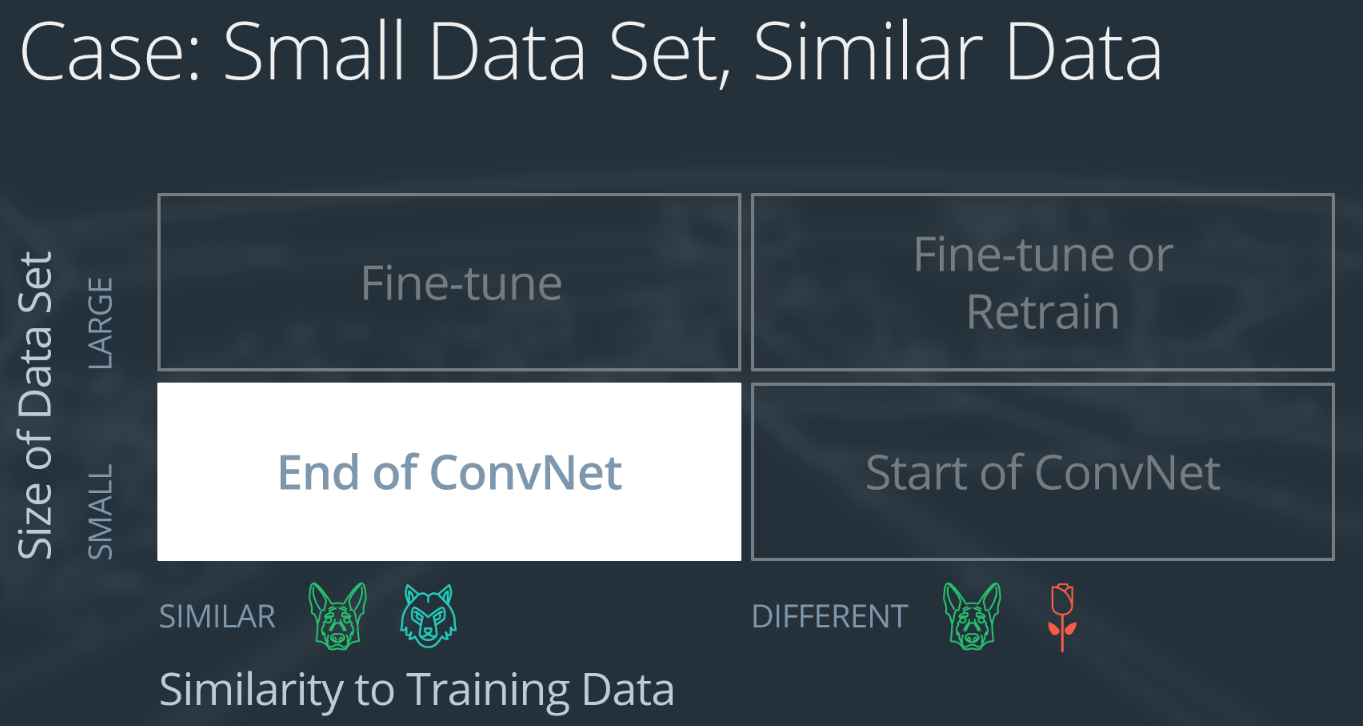 Case: Small Data Set, Similar Data
Size of Data Set
LARGE
SMALL
Fine-tune
Fine-tune or
Retrain
End of ConvNet
Start of ConvNet
SIMILAR
DIFFERENT
Similarity to Training Data